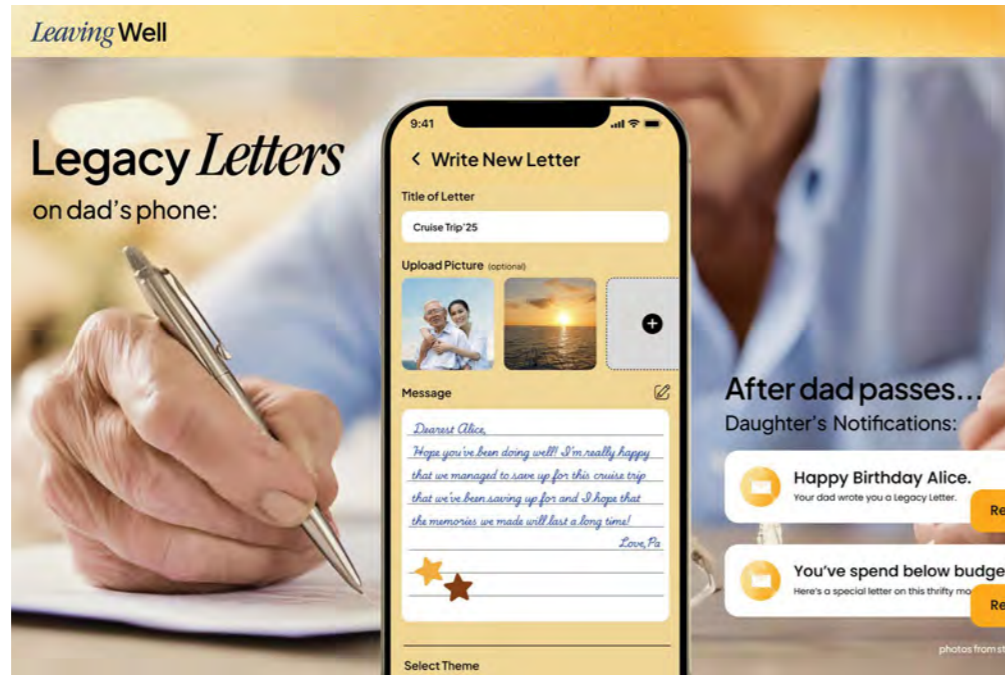 Leaving Well
Legacy Letters
on dad's phone:
9:41
Write New Letter
Title of Letter
Cruise Trip'25
Upload Picture (optional)
Message
Dearest Alice,
Hope you've been doing well! I'm really happy
that we managed to save up for this cruise trip
that we've been saving up for and I hope that
the memories we made will last a long time!
Love, Pa
Select Theme
After dad passes...
Daughter's Notifications:
Happy Birthday Alice.
Your dad wrote you a Legacy Letter.
You've spend below budge
Here's a special letter on this thrifty mo
photos from